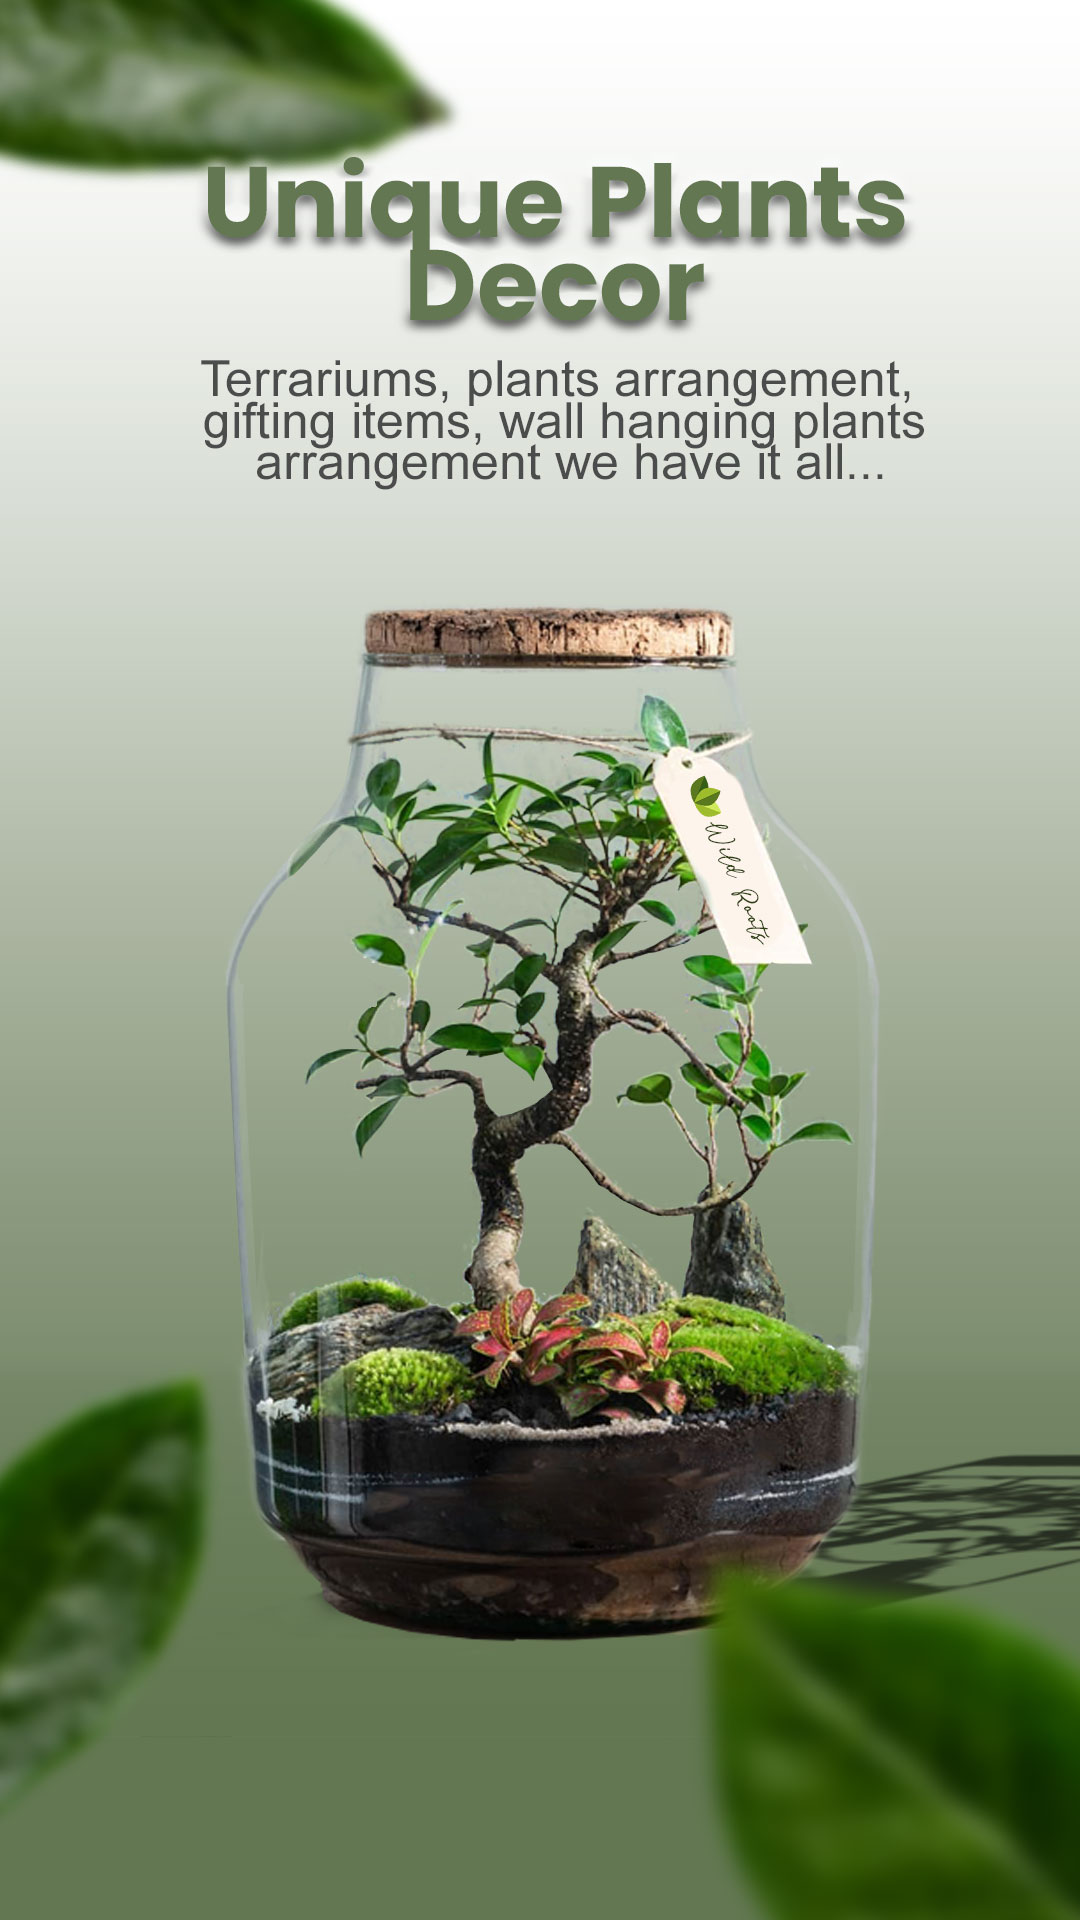 Unique Plants
Decor
Terrariums, plants arrangement,
gifting items, wall hanging plants
arrangement we have it all...
Wild Roots